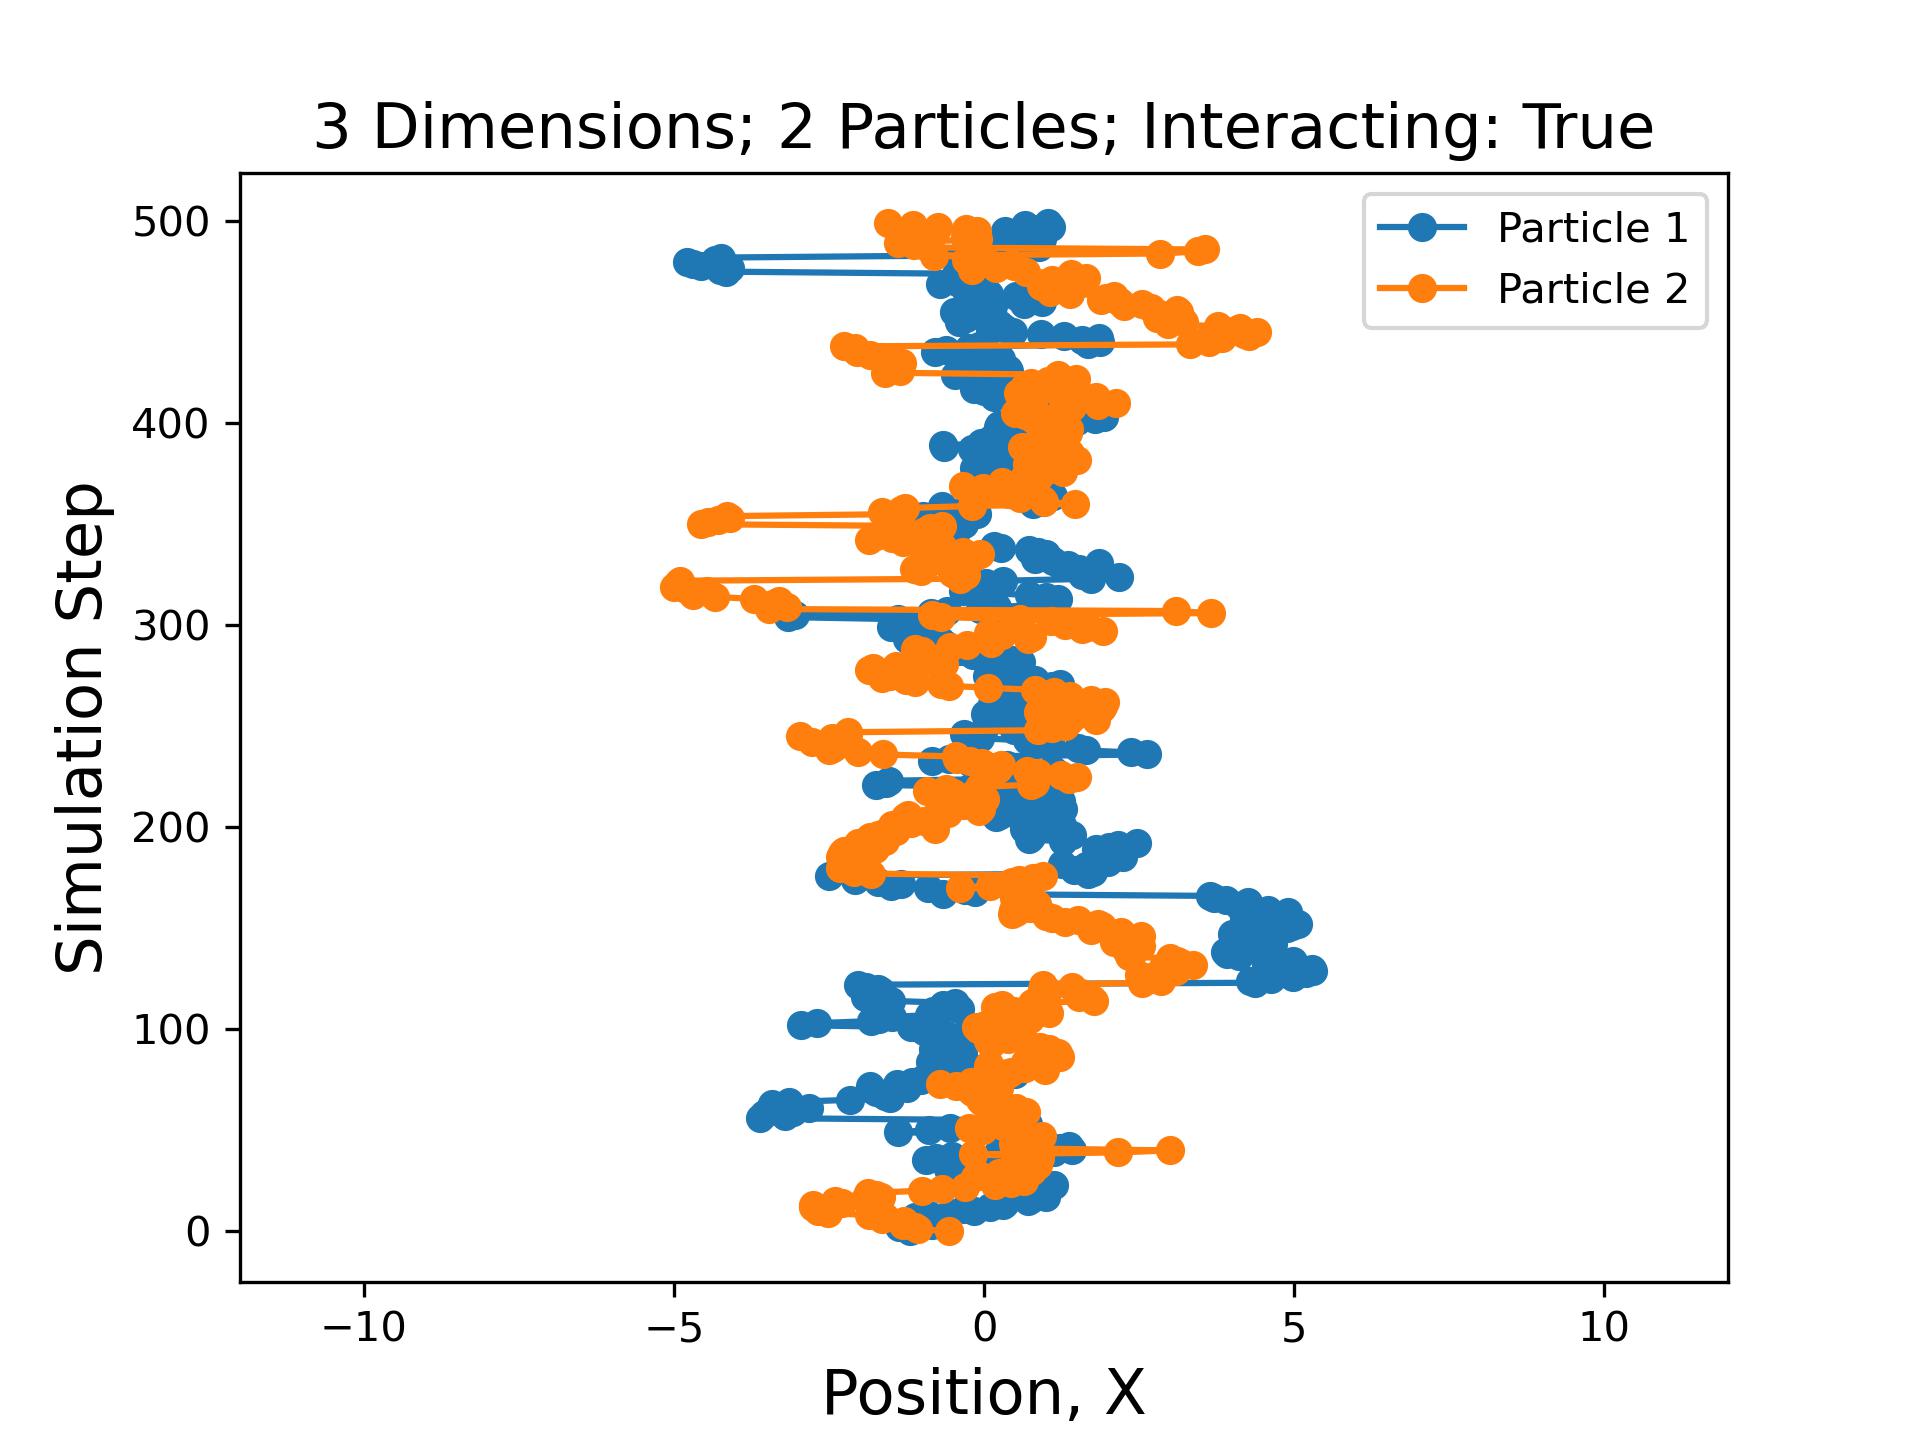 3 Dimensions; 2 Particles; Interacting: True
Particle 1
Particle 2
500
400
300
200
100
0
Simulation Step
−10
−5
0
5
10
Position, X